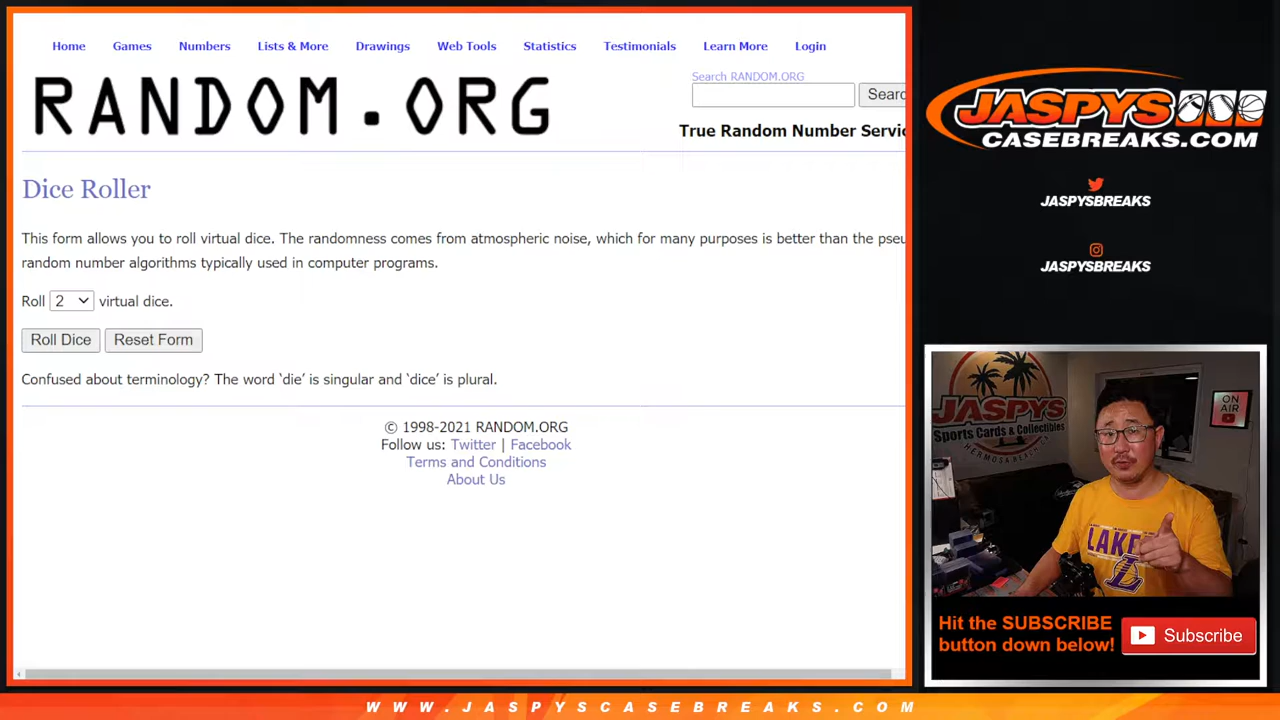 Home Games Numbers Lists & More Drawings Web Tools Statistics Testimonials Learn More Login
RANDOM.ORG
Search RANDOM.ORG
Searc
True Random Number Servic
Dice Roller
This form allows you to roll virtual dice. The randomness comes from atmospheric noise, which for many purposes is better than the pseu
random number algorithms typically used in computer programs.
Roll 2 virtual dice.
Roll Dice Reset Form
Confused about terminology? The word ‘die’ is singular and ‘dice’ is plural.
© 1998-2021 RANDOM.ORG
Follow us: Twitter | Facebook
Terms and Conditions
About Us
JASPYS
CASEBREAKS.COM
JASPYSBREAKS
JASPYSBREAKS
JASPYS
Sports Cards & Collectibles
HERMOSA BEACH, CA
ON
AIR
LAKE
L
Hit the SUBSCRIBE
button down below!
Subscribe
WWW.JASPYSCASEBREAKS.COM